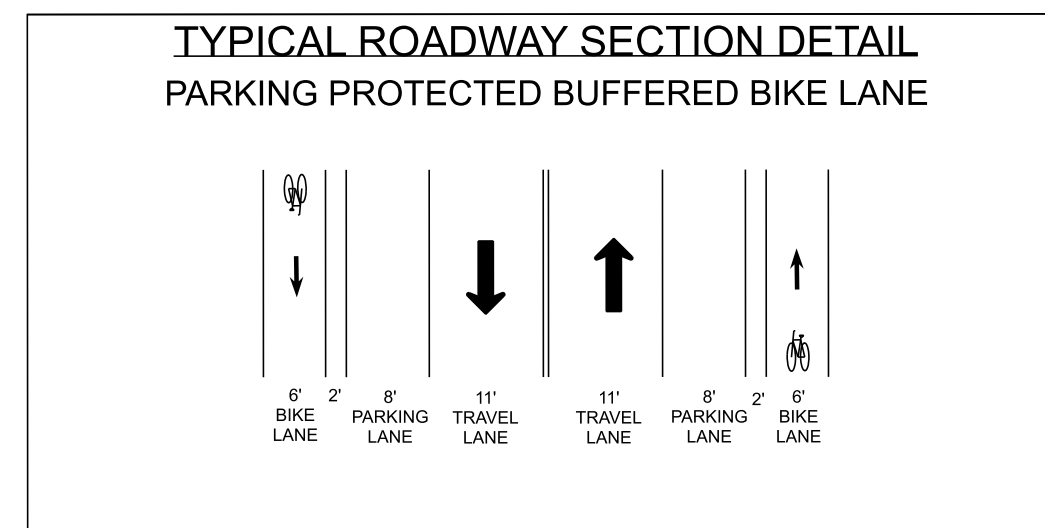 TYPICAL ROADWAY SECTION DETAIL
PARKING PROTECTED BUFFERED BIKE LANE
6' 2' 8' 11' 11' 8' 2' 6'
BIKE PARKING TRAVEL TRAVEL PARKING BIKE
LANE LANE LANE LANE LANE LANE